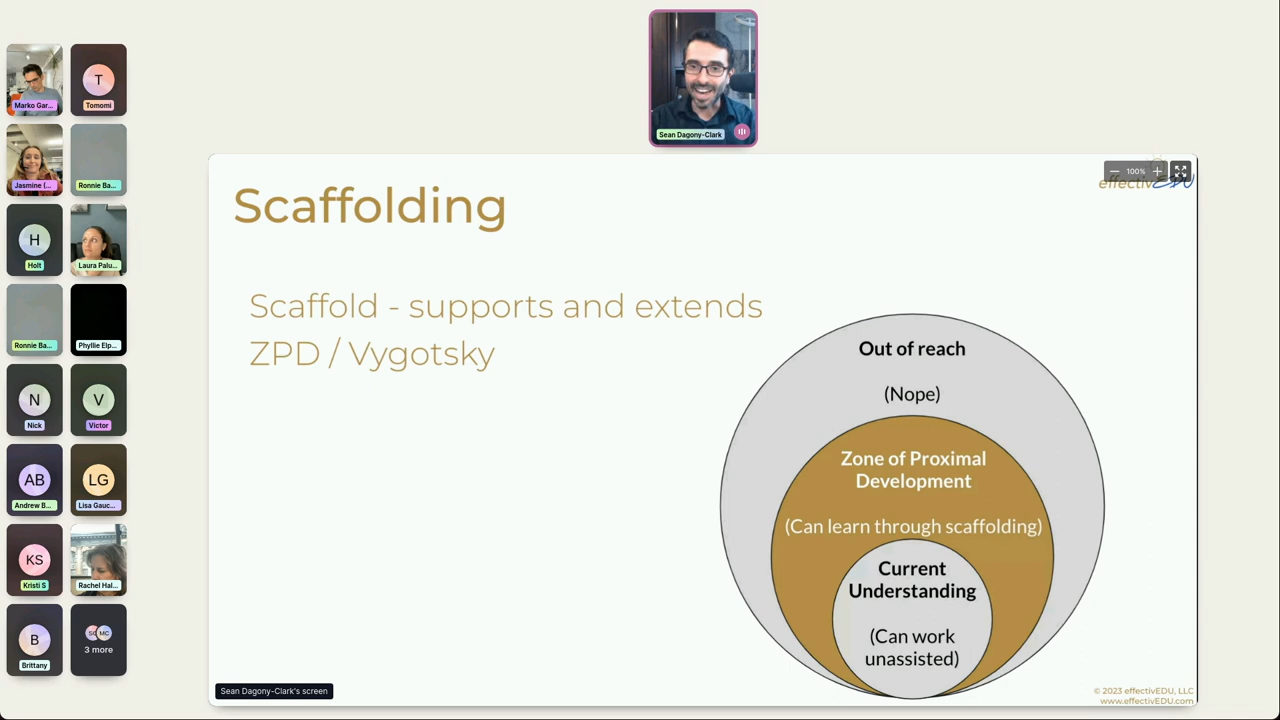 Sean Dagony-Clark
Marko Gar...
T
Tomomi
Jasmine (...
Ronnie Ba...
H
Holt
Laura Palu...
Ronnie Ba...
Phyllie Elp...
N
Nick
V
Victor
AB
Andrew B...
LG
Lisa Gauc...
KS
Kristi S
Rachel Hal...
B
Brittany
SC
MC
3 more
100%
effectivEDU
Scaffolding
Scaffold - supports and extends
ZPD / Vygotsky
Out of reach
(Nope)
Zone of Proximal
Development
(Can learn through scaffolding)
Current
Understanding
(Can work
unassisted)
Sean Dagony-Clark's screen
© 2023 effectivEDU, LLC
www.effectivEDU.com